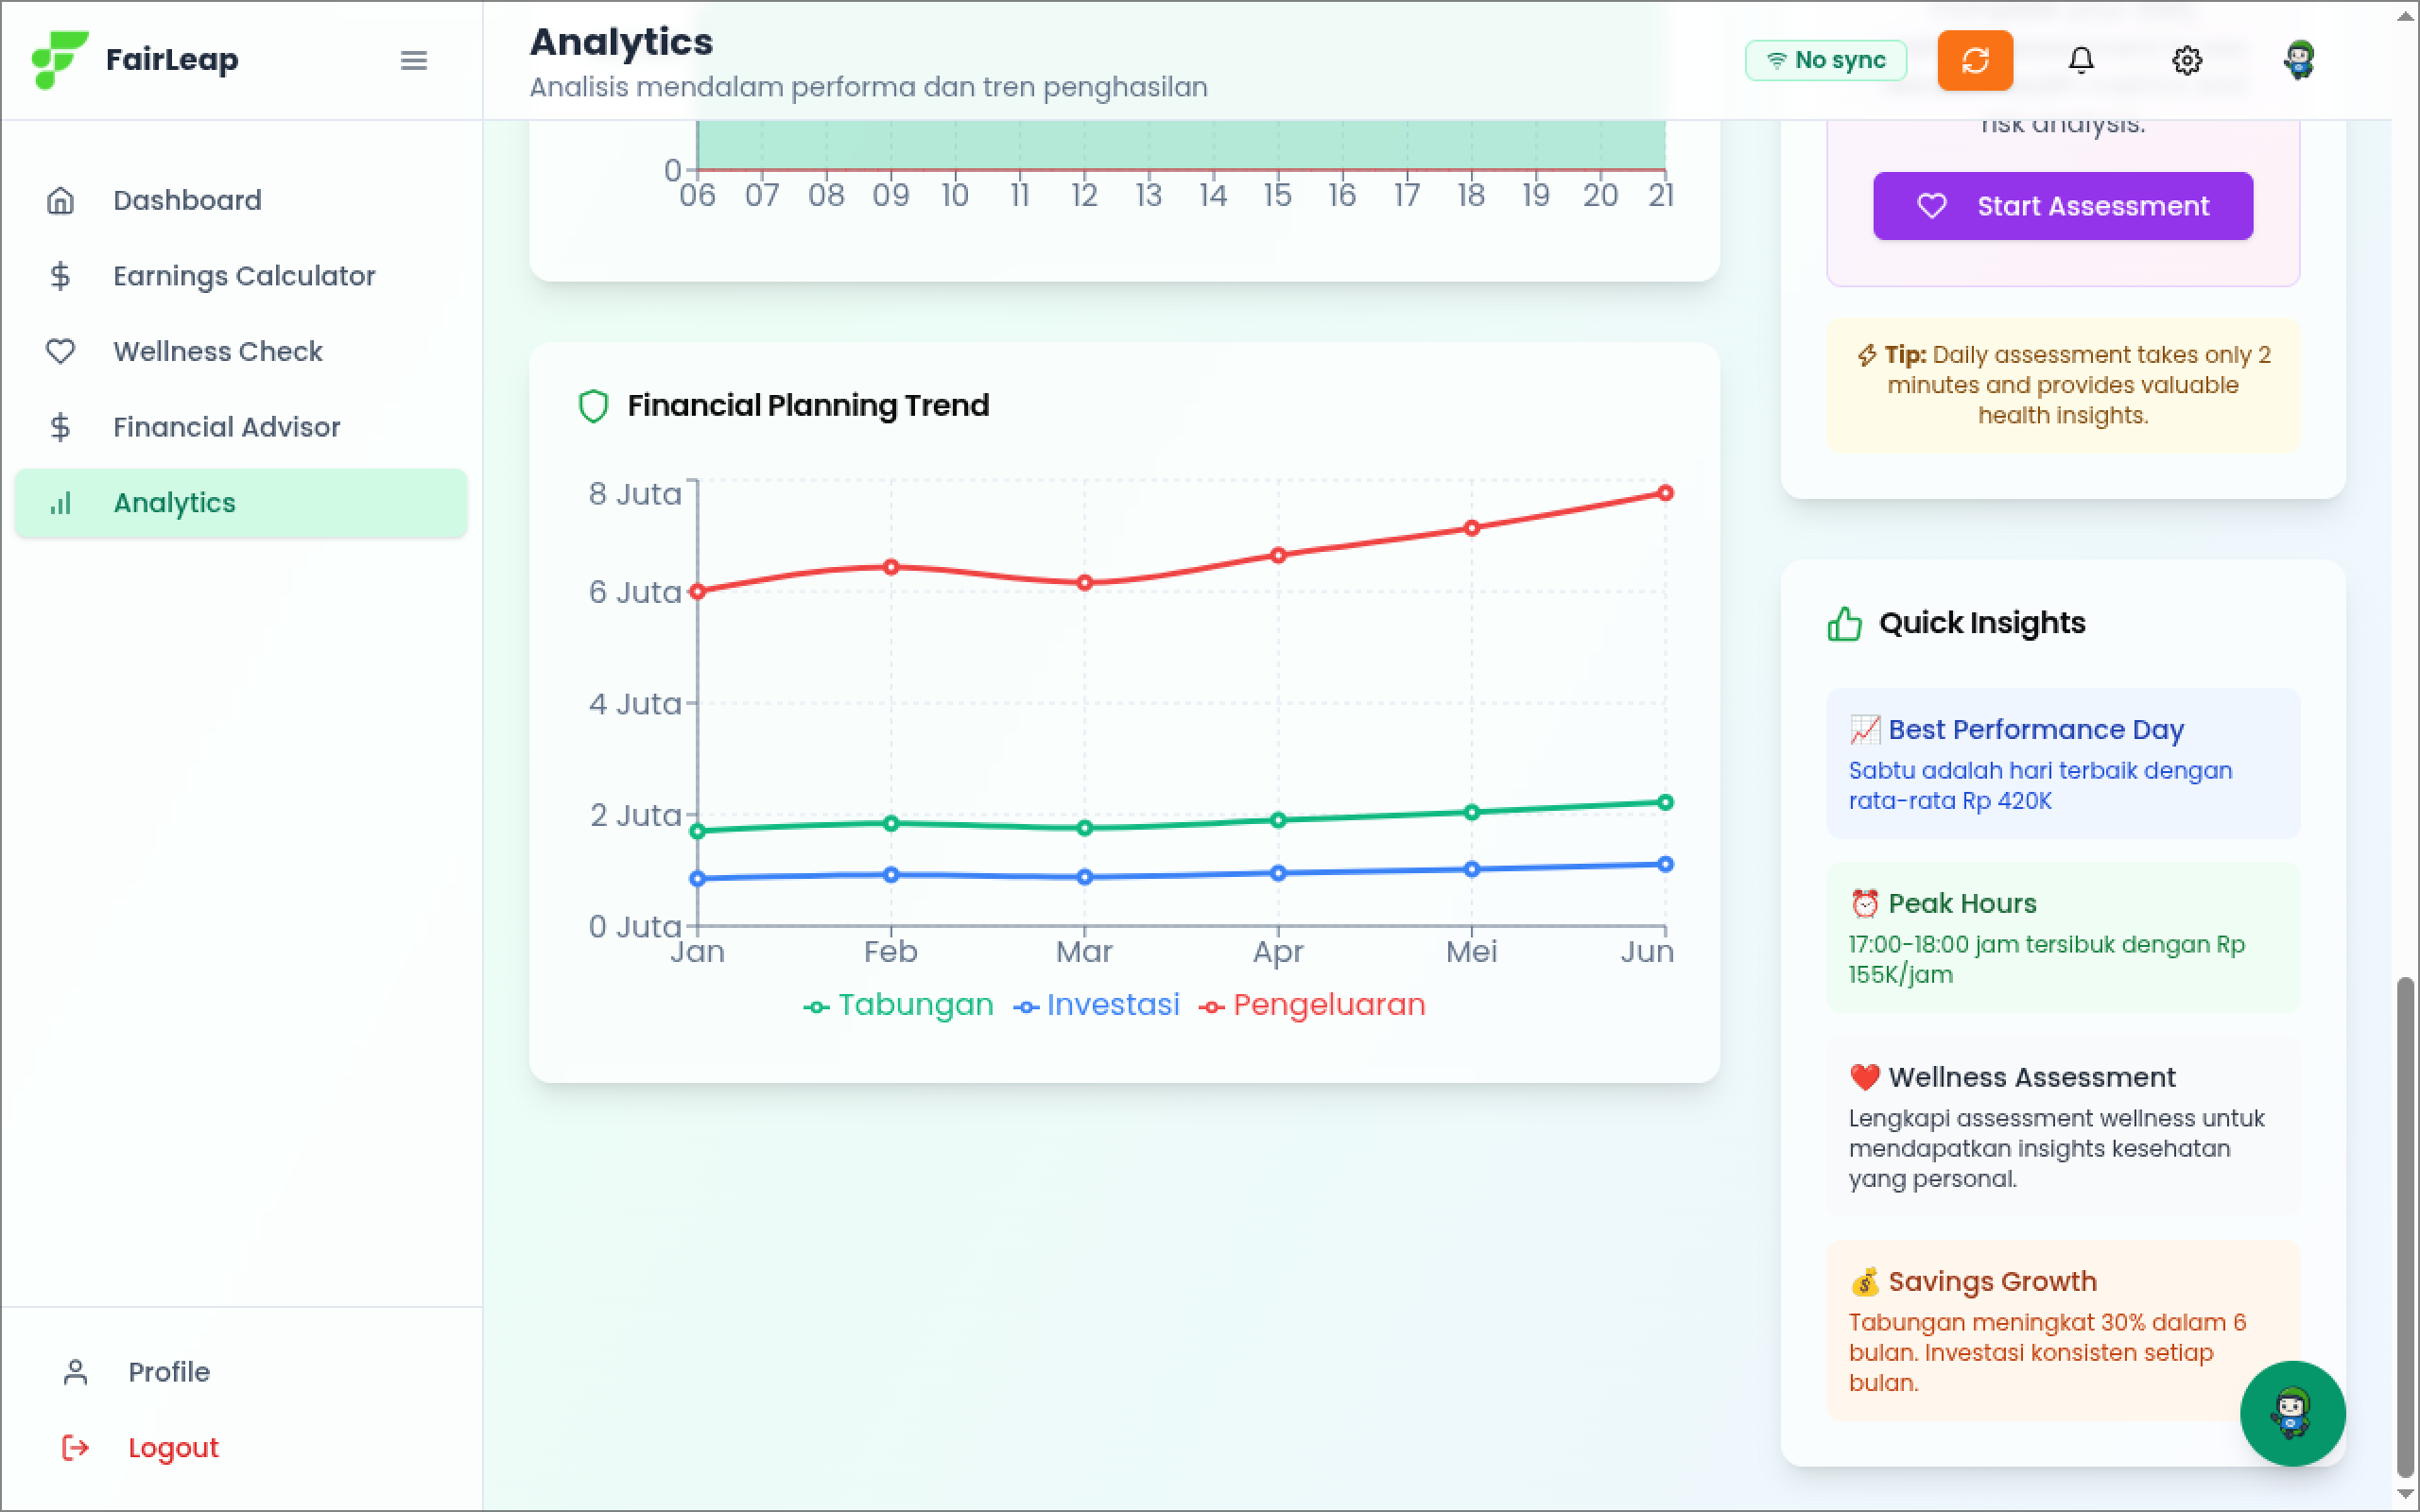 FairLeap
Analytics
Analisis mendalam performa dan tren penghasilan
No sync
Dashboard
Earnings Calculator
Wellness Check
Financial Advisor
Analytics
Profile
Logout
0
06 07 08 09 10 11 12 13 14 15 16 17 18 19 20 21
Financial Planning Trend
8 Juta
6 Juta
4 Juta
2 Juta
0 Juta
Jan Feb Mar Apr Mei Jun
Tabungan Investasi Pengeluaran
risk analysis.
Start Assessment
Tip: Daily assessment takes only 2
minutes and provides valuable
health insights.
Quick Insights
Best Performance Day
Sabtu adalah hari terbaik dengan
rata-rata Rp 420K
Peak Hours
17:00-18:00 jam tersibuk dengan Rp
155K/jam
Wellness Assessment
Lengkapi assessment wellness untuk
mendapatkan insights kesehatan
yang personal.
Savings Growth
Tabungan meningkat 30% dalam 6
bulan. Investasi konsisten setiap
bulan.